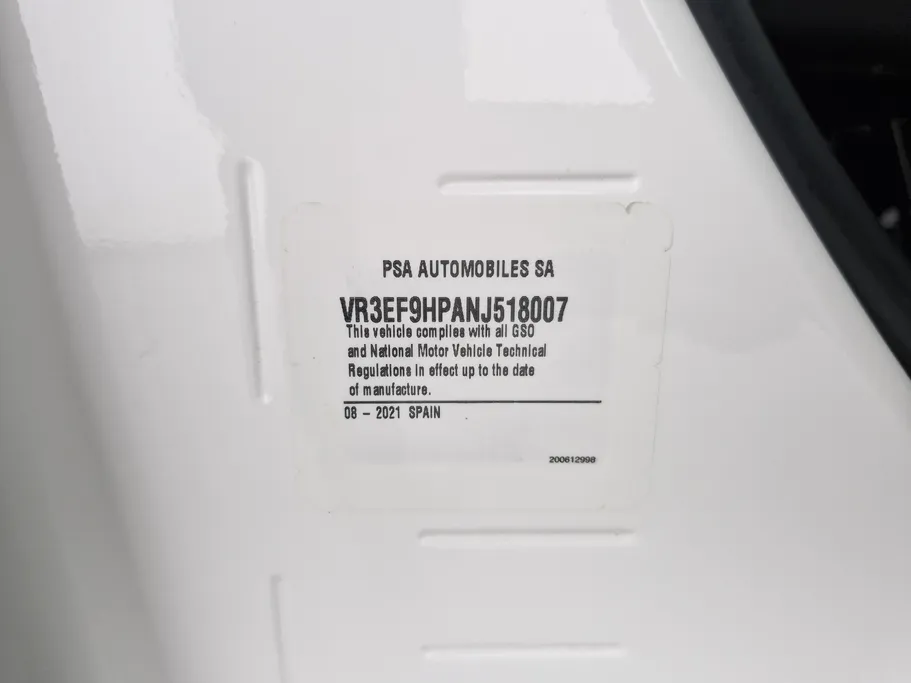 PSA AUTOMOBILES SA
VR3EF9HPANJ518007
This vehicle complies with all GSO
and National Motor Vehicle Technical
Regulations in effect up to the date
of manufacture.
08 - 2021 SPAIN
200612998